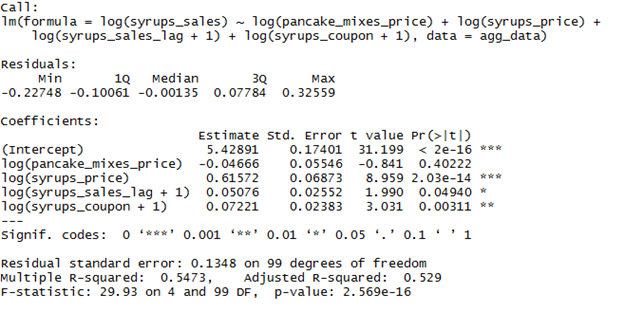 Call:
lm(formula = log(syrups_sales) ~ log(pancake_mixes_price) + log(syrups_price) +
    log(syrups_sales_lag + 1) + log(syrups_coupon + 1), data = agg_data)
Residuals:
     Min       1Q   Median       3Q      Max
-0.22748 -0.10061 -0.00135  0.07784  0.32559
Coefficients:
                          Estimate Std. Error t value Pr(>|t|)
(Intercept)                5.42891    0.17401  31.199  < 2e-16 ***
log(pancake_mixes_price)  -0.04666    0.05546  -0.841  0.40222
log(syrups_price)          0.61572    0.06873   8.959 2.03e-14 ***
log(syrups_sales_lag + 1)  0.05076    0.02552   1.990  0.04940 *
log(syrups_coupon + 1)     0.07221    0.02383   3.031  0.00311 **
---
Signif. codes:  0 ‘***’ 0.001 ‘**’ 0.01 ‘*’ 0.05 ‘.’ 0.1 ‘ ’ 1
Residual standard error: 0.1348 on 99 degrees of freedom
Multiple R-squared:  0.5473,    Adjusted R-squared:  0.529
F-statistic: 29.93 on 4 and 99 DF,  p-value: 2.569e-16